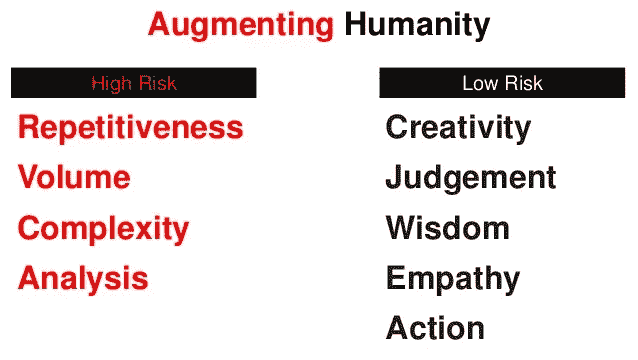 Augmenting Humanity
High Risk
Repetitiveness
Volume
Complexity
Analysis
Low Risk
Creativity
Judgement
Wisdom
Empathy
Action